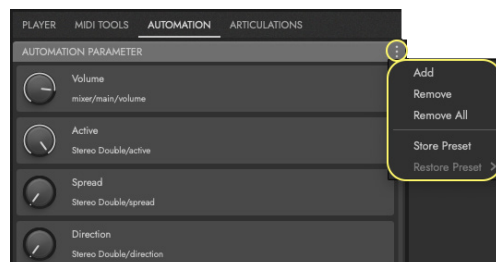 PLAYER MIDI TOOLS AUTOMATION ARTICULATIONS
AUTOMATION PARAMETER
Volume
mixer/main/volume
Active
Stereo Double/active
Spread
Stereo Double/spread
Direction
Stereo Double/direction
Add
Remove
Remove All
Store Preset
Restore Preset >